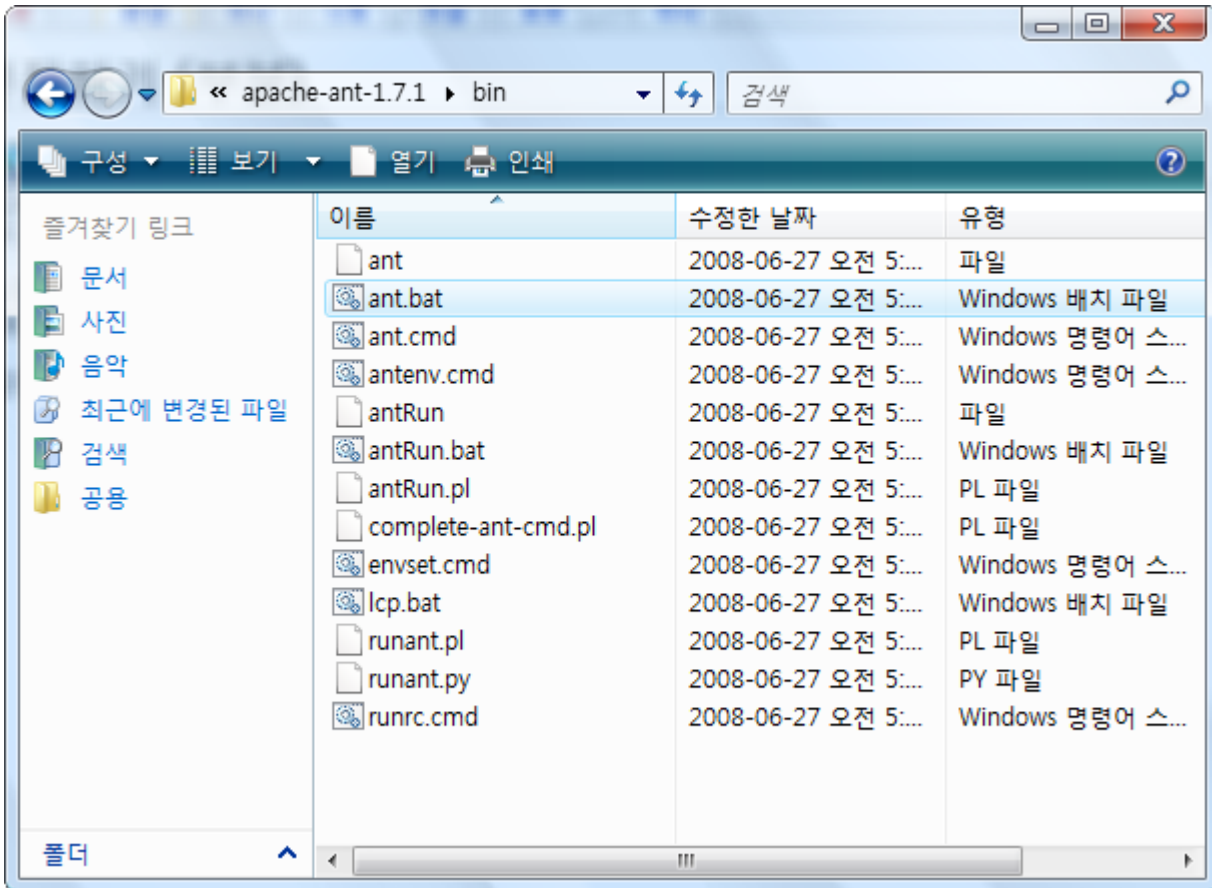 « apache-ant-1.7.1 ▸ bin 검색
구성 보기 열기 인쇄
즐겨찾기 링크
문서
사진
음악
최근에 변경된 파일
검색
공용
폴더
이름 수정한 날짜 유형
ant 2008-06-27 오전 5:... 파일
ant.bat 2008-06-27 오전 5:... Windows 배치 파일
ant.cmd 2008-06-27 오전 5:... Windows 명령어 스...
antenv.cmd 2008-06-27 오전 5:... Windows 명령어 스...
antRun 2008-06-27 오전 5:... 파일
antRun.bat 2008-06-27 오전 5:... Windows 배치 파일
antRun.pl 2008-06-27 오전 5:... PL 파일
complete-ant-cmd.pl 2008-06-27 오전 5:... PL 파일
envset.cmd 2008-06-27 오전 5:... Windows 명령어 스...
lcp.bat 2008-06-27 오전 5:... Windows 배치 파일
runant.pl 2008-06-27 오전 5:... PL 파일
runant.py 2008-06-27 오전 5:... PY 파일
runrc.cmd 2008-06-27 오전 5:... Windows 명령어 스...